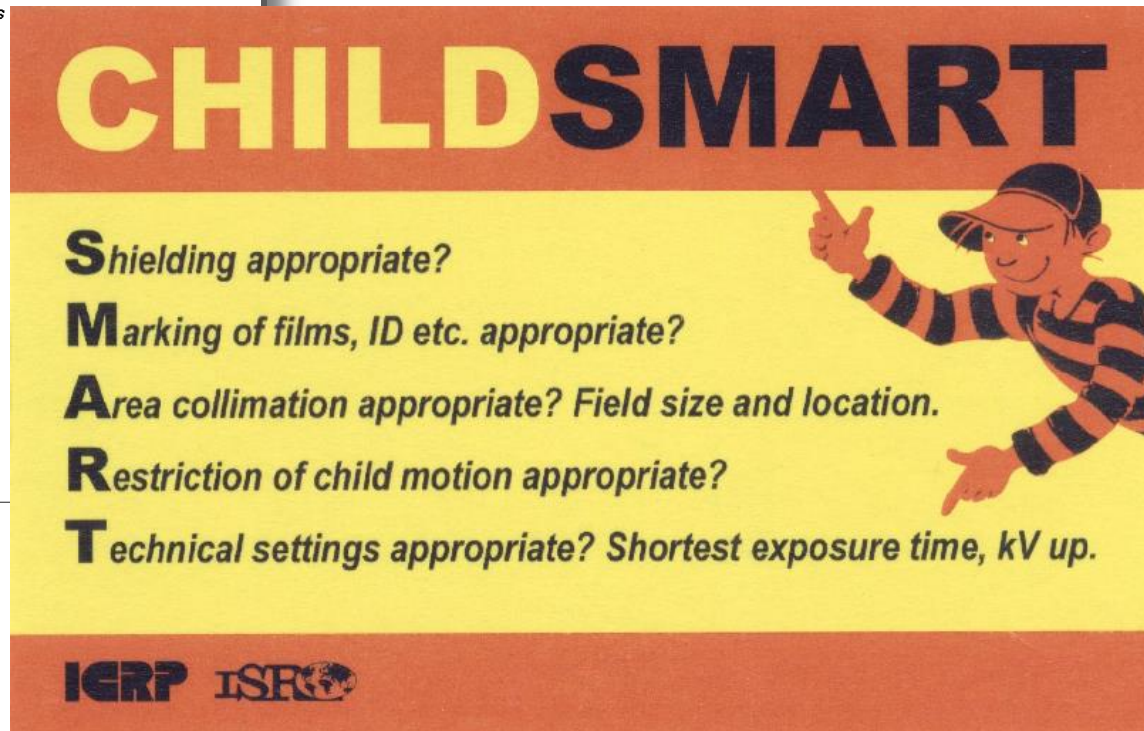 s
CHILDSMART
Shielding appropriate?
Marking of films, ID etc. appropriate?
Area collimation appropriate? Field size and location.
Restriction of child motion appropriate?
Technical settings appropriate? Shortest exposure time, kV up.
ICRP ISR